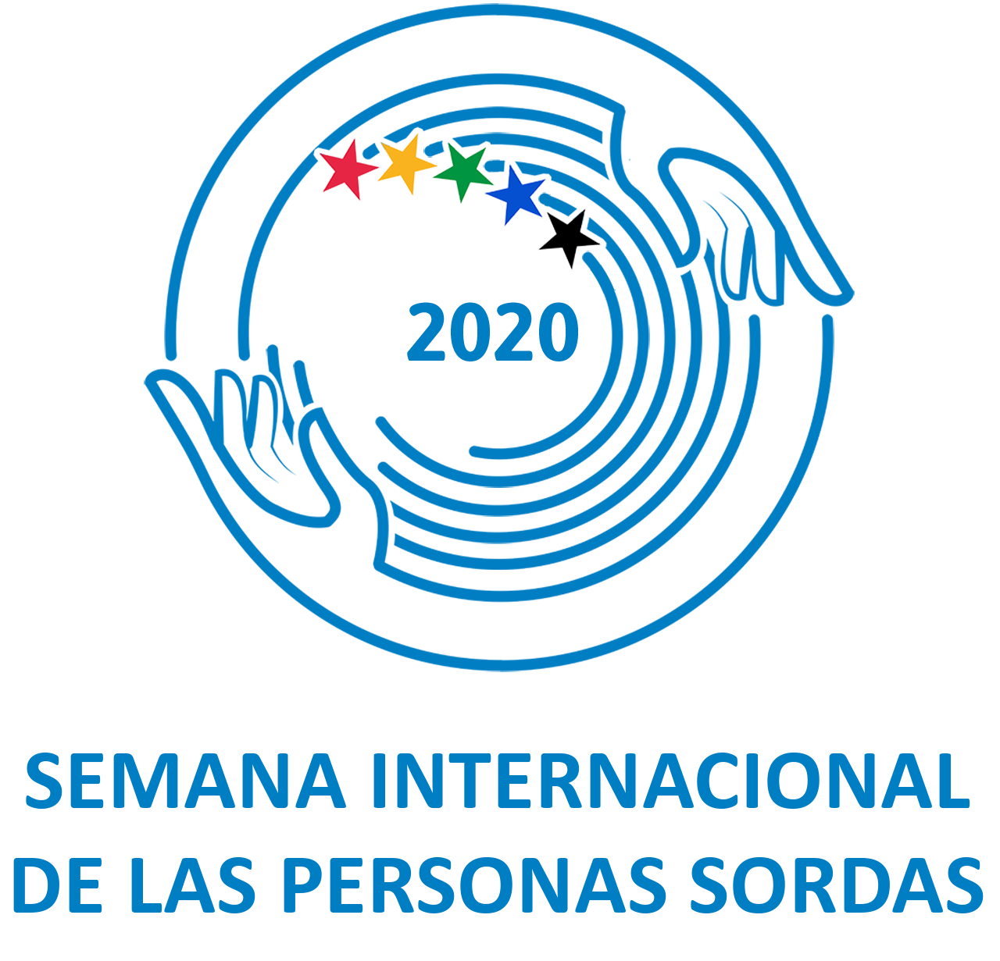 2020
SEMANA INTERNACIONAL
DE LAS PERSONAS SORDAS